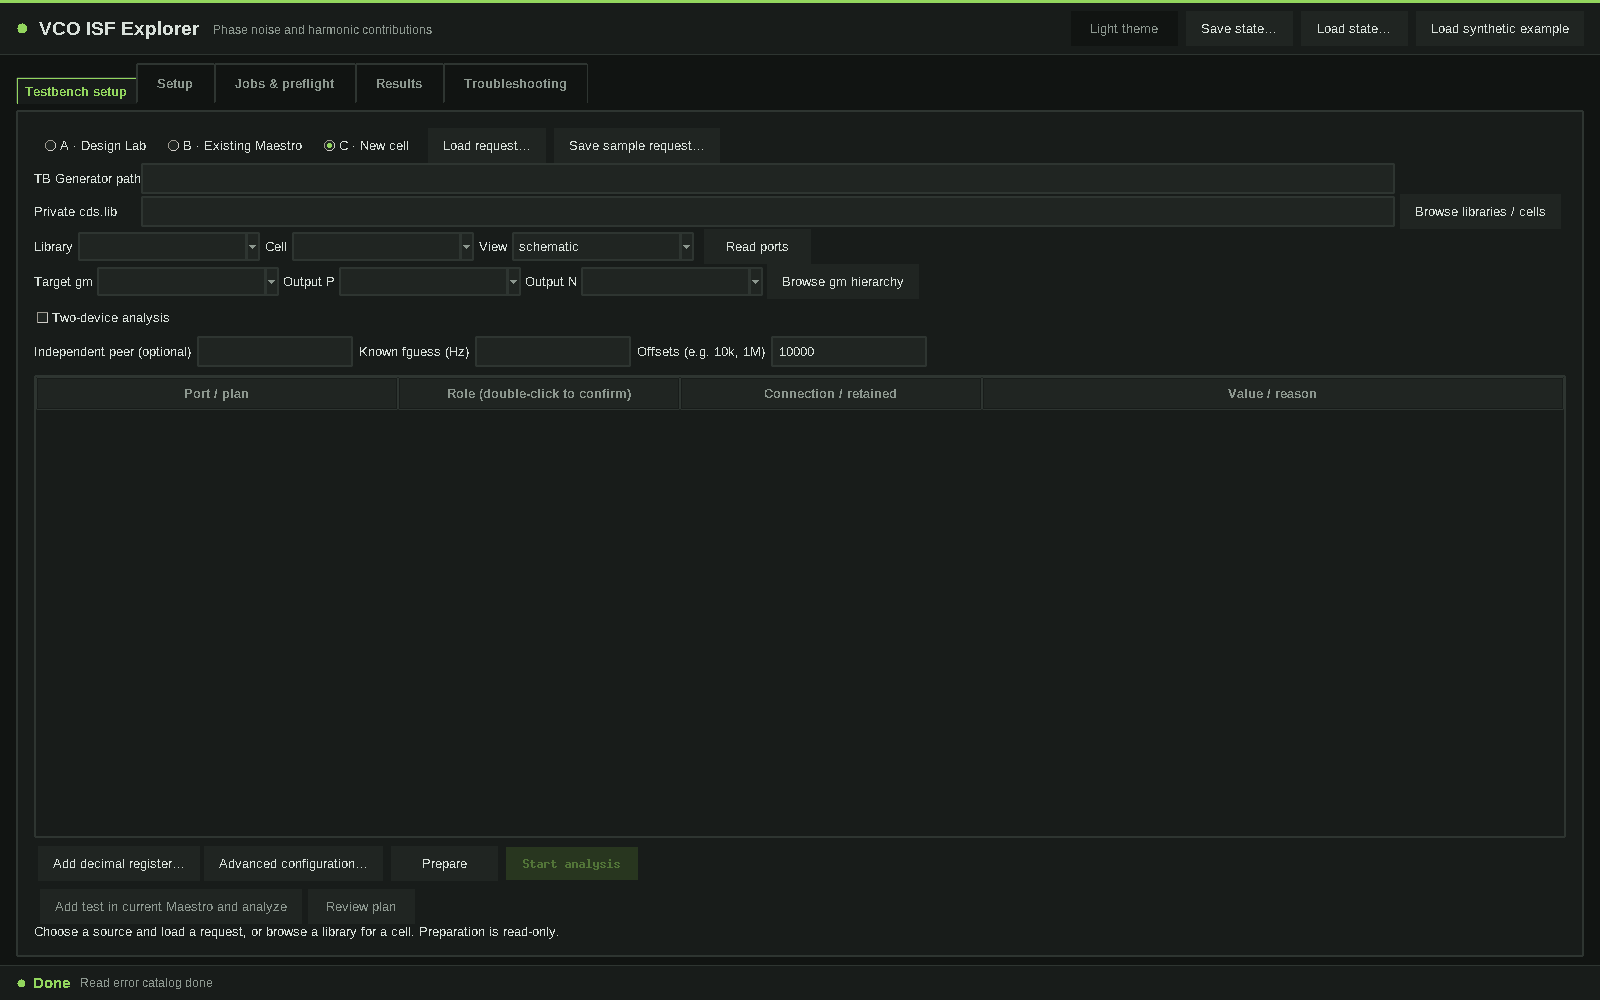 VCO ISF Explorer Phase noise and harmonic contributions Light theme Save state... Load state... Load synthetic example
Testbench setup Setup Jobs & preflight Results Troubleshooting
A · Design Lab B · Existing Maestro C · New cell Load request... Save sample request...
TB Generator path
Private cds.lib Browse libraries / cells
Library Cell View schematic Read ports
Target gm Output P Output N Browse gm hierarchy
Two-device analysis
Independent peer (optional) Known fguess (Hz) Offsets (e.g. 10k, 1M) 10000
Port / plan Role (double-click to confirm) Connection / retained Value / reason
Add decimal register... Advanced configuration... Prepare Start analysis
Add test in current Maestro and analyze Review plan
Choose a source and load a request, or browse a library for a cell. Preparation is read-only.
Done Read error catalog done